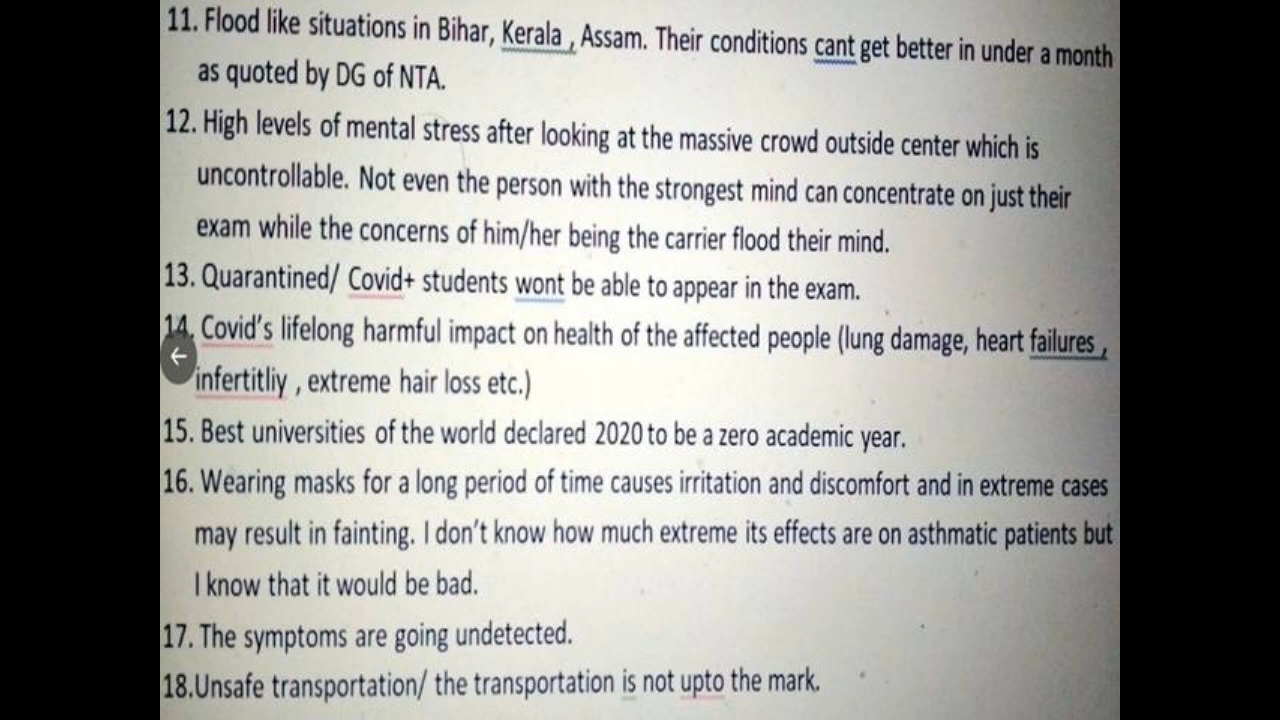 11. Flood like situations in Bihar, Kerala , Assam. Their conditions cant get better in under a month
as quoted by DG of NTA.
12. High levels of mental stress after looking at the massive crowd outside center which is
uncontrollable. Not even the person with the strongest mind can concentrate on just their
exam while the concerns of him/her being the carrier flood their mind.
13. Quarantined/ Covid+ students wont be able to appear in the exam.
14. Covid's lifelong harmful impact on health of the affected people (lung damage, heart failures ,
infertitliy , extreme hair loss etc.)
15. Best universities of the world declared 2020 to be a zero academic year.
16. Wearing masks for a long period of time causes irritation and discomfort and in extreme cases
may result in fainting. I don't know how much extreme its effects are on asthmatic patients but
I know that it would be bad.
17. The symptoms are going undetected.
18.Unsafe transportation/ the transportation is not upto the mark.